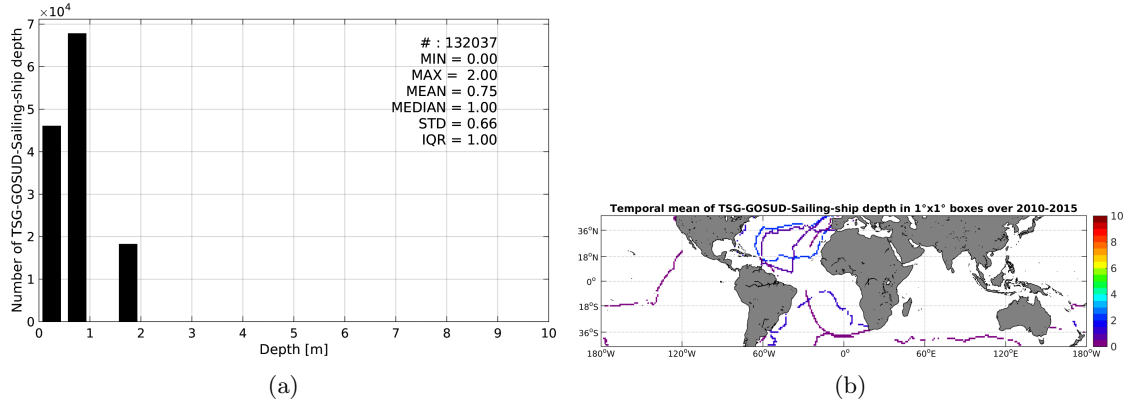 ×10⁴
7
6
5
4
3
2
1
0
Number of TSG-GOSUD-Sailing-ship depth
# : 132037
MIN = 0.00
MAX = 2.00
MEAN = 0.75
MEDIAN = 1.00
STD = 0.66
IQR = 1.00
0 1 2 3 4 5 6 7 8 9 10
Depth [m]
(a)
Temporal mean of TSG-GOSUD-Sailing-ship depth in 1°x1° boxes over 2010-2015
36°N
18°N
0°
18°S
36°S
180°W 120°W 60°W 0° 60°E 120°E 180°W
10
8
6
4
2
0
(b)